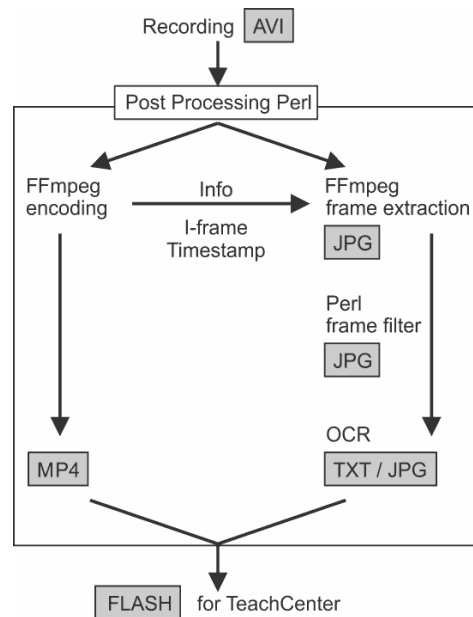 Recording AVI
Post Processing Perl
FFmpeg
encoding
Info
I-frame
Timestamp
FFmpeg
frame extraction
JPG
Perl
frame filter
JPG
OCR
MP4
TXT / JPG
FLASH for TeachCenter